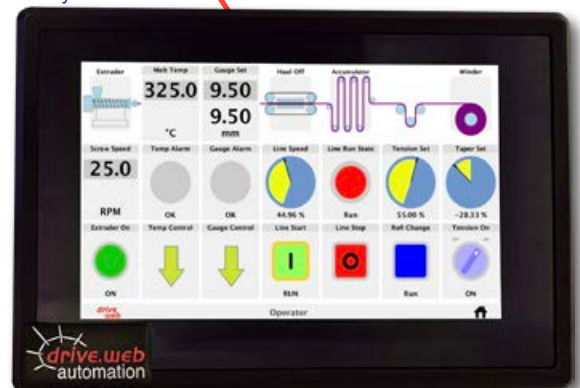 Extruder Melt Temp Gauge Set Haul Off Accumulator Winder
325.0 9.50
9.50
°C mm
Screw Speed Temp Alarm Gauge Alarm Line Speed Line Run State Tension Set Taper Set
25.0
RPM OK OK 44.96 % Run 55.00 % -28.33 %
Extruder On Temp Control Gauge Control Line Start Line Stop Roll Change Tension On
I O
ON RUN Run ON
drive.web Operator
drive.web
automation